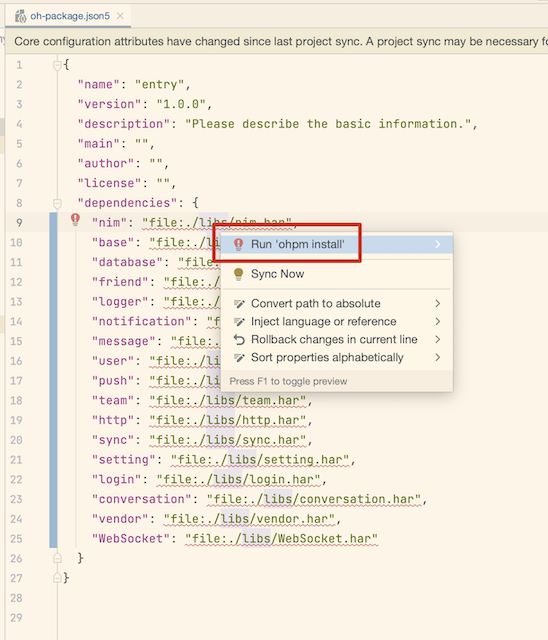 oh-package.json5
Core configuration attributes have changed since last project sync. A project sync may be necessary fo
1 {
2 "name": "entry",
3 "version": "1.0.0",
4 "description": "Please describe the basic information.",
5 "main": "",
6 "author": "",
7 "license": "",
8 "dependencies": {
9 "nim": "file:./libs/nim.har",
10 "base": "file:./li
11 "database": "file:
12 "friend": "file:./
13 "logger": "file:./
14 "notification": "f
15 "message": "file:.
16 "user": "file:./li
17 "push": "file:./li
18 "team": "file:./libs/team.har",
19 "http": "file:./libs/http.har",
20 "sync": "file:./libs/sync.har",
21 "setting": "file:./libs/setting.har",
22 "login": "file:./libs/login.har",
23 "conversation": "file:./libs/conversation.har",
24 "vendor": "file:./libs/vendor.har",
25 "WebSocket": "file:./libs/WebSocket.har"
26 }
27 }
28
29
Run 'ohpm install'
Sync Now
Convert path to absolute
Inject language or reference
Rollback changes in current line
Sort properties alphabetically
Press F1 to toggle preview